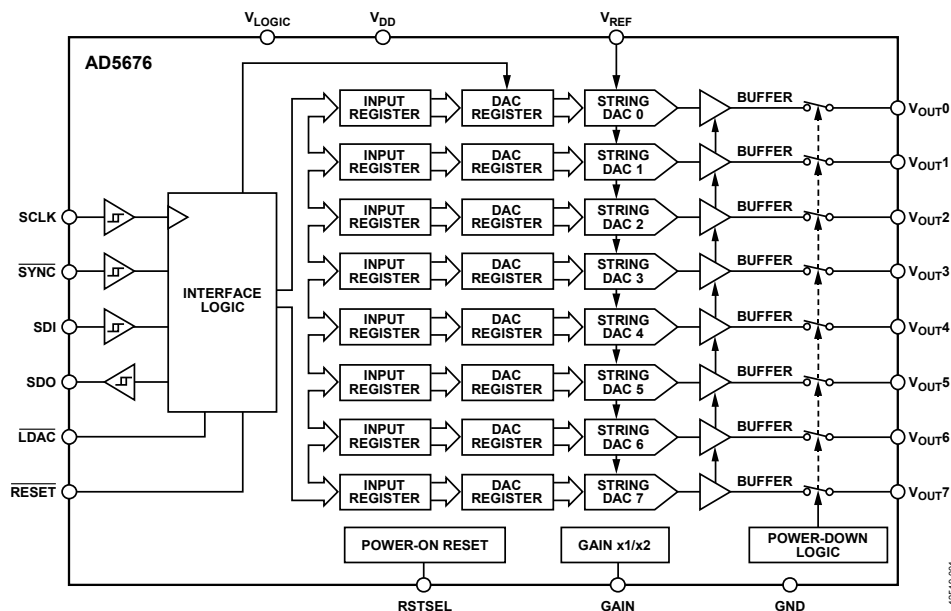 VLOGIC VDD VREF
AD5676
INPUT REGISTER DAC REGISTER STRING DAC 0 BUFFER VOUT0
INPUT REGISTER DAC REGISTER STRING DAC 1 BUFFER VOUT1
SCLK INPUT REGISTER DAC REGISTER STRING DAC 2 BUFFER VOUT2
SYNC INPUT REGISTER DAC REGISTER STRING DAC 3 BUFFER VOUT3
INTERFACE LOGIC
SDI INPUT REGISTER DAC REGISTER STRING DAC 4 BUFFER VOUT4
SDO INPUT REGISTER DAC REGISTER STRING DAC 5 BUFFER VOUT5
LDAC INPUT REGISTER DAC REGISTER STRING DAC 6 BUFFER VOUT6
RESET INPUT REGISTER DAC REGISTER STRING DAC 7 BUFFER VOUT7
POWER-ON RESET GAIN x1/x2 POWER-DOWN LOGIC
RSTSEL GAIN GND